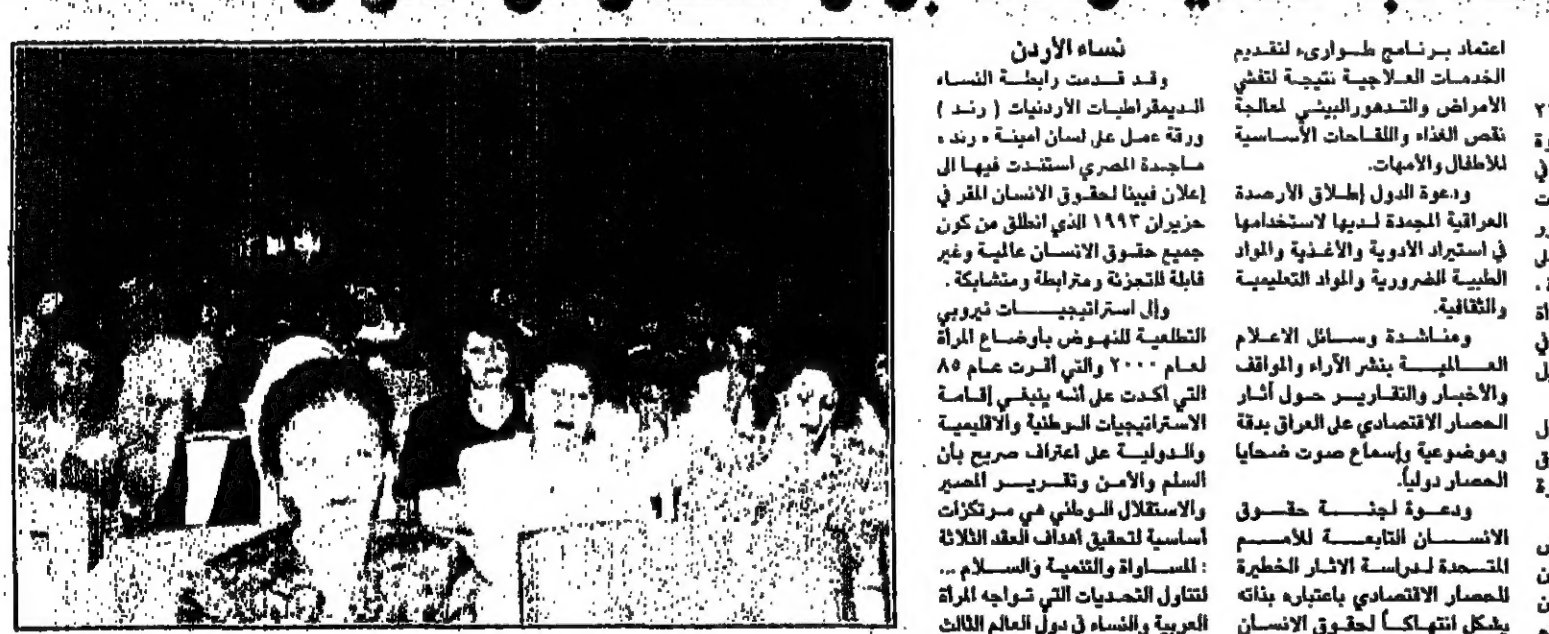 اعتماد برنامج طوارىء لتقديم
الخدمات العلاجية نتيجة لتفشي
الأمراض والتدهور البيئي لمعالجة
نقص الغذاء واللقاحات الأساسية
للأطفال والأمهات.
ودعوة الدول إطلاق الأرصدة
العراقية المجمدة لديها لاستخدامها
في استيراد الأدوية والأغذية والمواد
الطبية الضرورية والمواد التعليمية
والثقافية.
ومناشدة وسائل الاعلام
العالمية بنشر الآراء والمواقف
والأخبار والتقارير حول أثار
الحصار الاقتصادي على العراق بدقة
وموضوعية وإسماع صوت ضحايا
الحصار دولياً.
ودعوة لجنة حقوق
الانسان التابعة للأمم
المتحدة لدراسة الاثار الخطيرة
للحصار الاقتصادي باعتباره بذاته
يشكل انتهاكاً لحقوق الانسان
نساء الأردن
وقد قدمت رابطة النساء
الديمقراطيات الأردنيات ( رند )
ورقة عمل على لسان امينة « رند »
ماجدة المصري استندت فيها الى
إعلان فيينا لحقوق الانسان المقر في
حزيران ١٩٩٣ الذي انطلق من كون
جميع حقوق الانسان عالمية وغير
قابلة للتجزئة ومترابطة ومتشابكة .
وإلى استراتيجيات نيروبي
التطلعية للنهوض بأوضاع المرأة
لعام ٢٠٠٠ والتي أقرت عام ٨٥
التي اكدت على أنه ينبغي إقامة
الاستراتيجيات الوطنية والاقليمية
والدولية على اعتراف صريح بأن
السلم والأمن وتقرير المصير
والاستقلال الوطني هي مرتكزات
أساسية لتحقيق أهداف العقد الثلاثة
: المساواة والتنمية والسلام ...
لتتاول التحديات التي تواجه المرأة
العربية والنساء في دول العالم الثالث